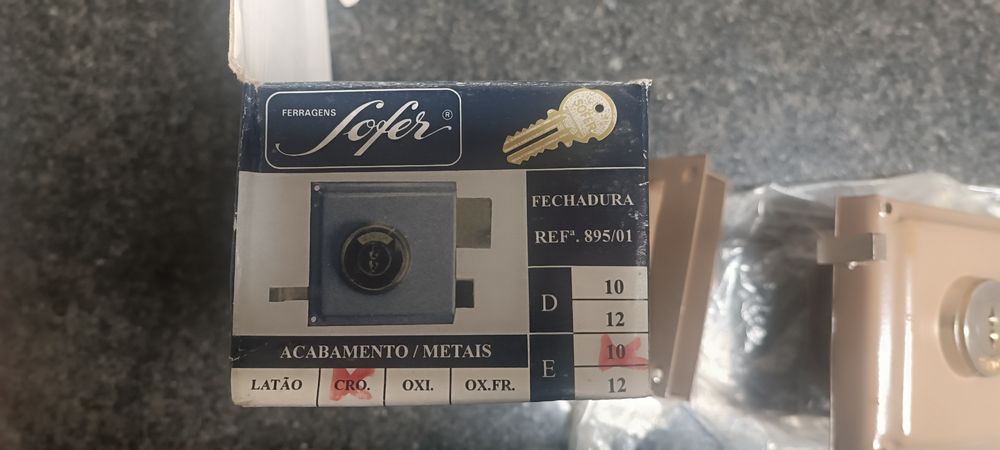 FERRAGENS
Sofer ®
FECHADURA
REFª. 895/01
D
10
12
E
10
12
ACABAMENTO / METAIS
LATÃO CRO. OXI. OX.FR.